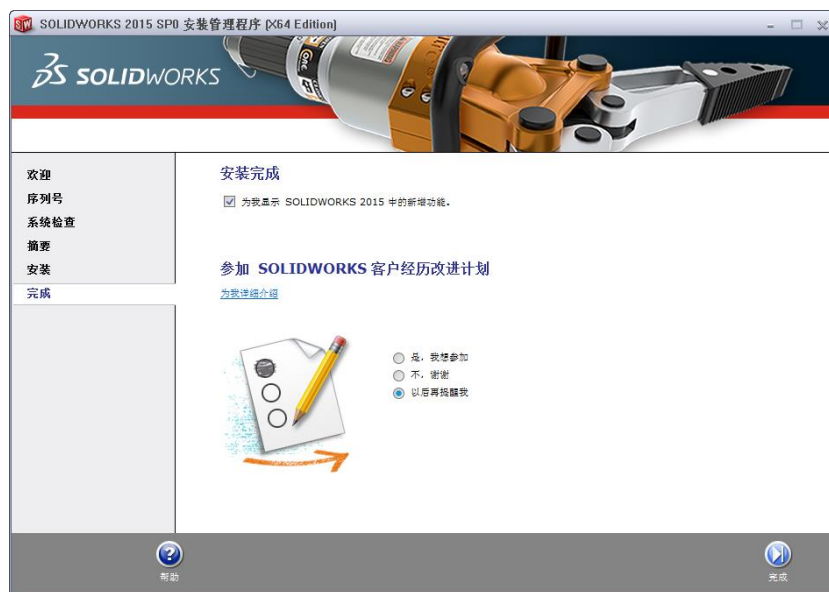 SOLIDWORKS 2015 SP0 安装管理程序 (X64 Edition)
SOLIDWORKS
欢迎
序列号
系统检查
摘要
安装
完成
安装完成
为我显示 SOLIDWORKS 2015 中的新增功能。
参加 SOLIDWORKS 客户经历改进计划
为我详细介绍
是，我想参加
不，谢谢
以后再提醒我
帮助
完成